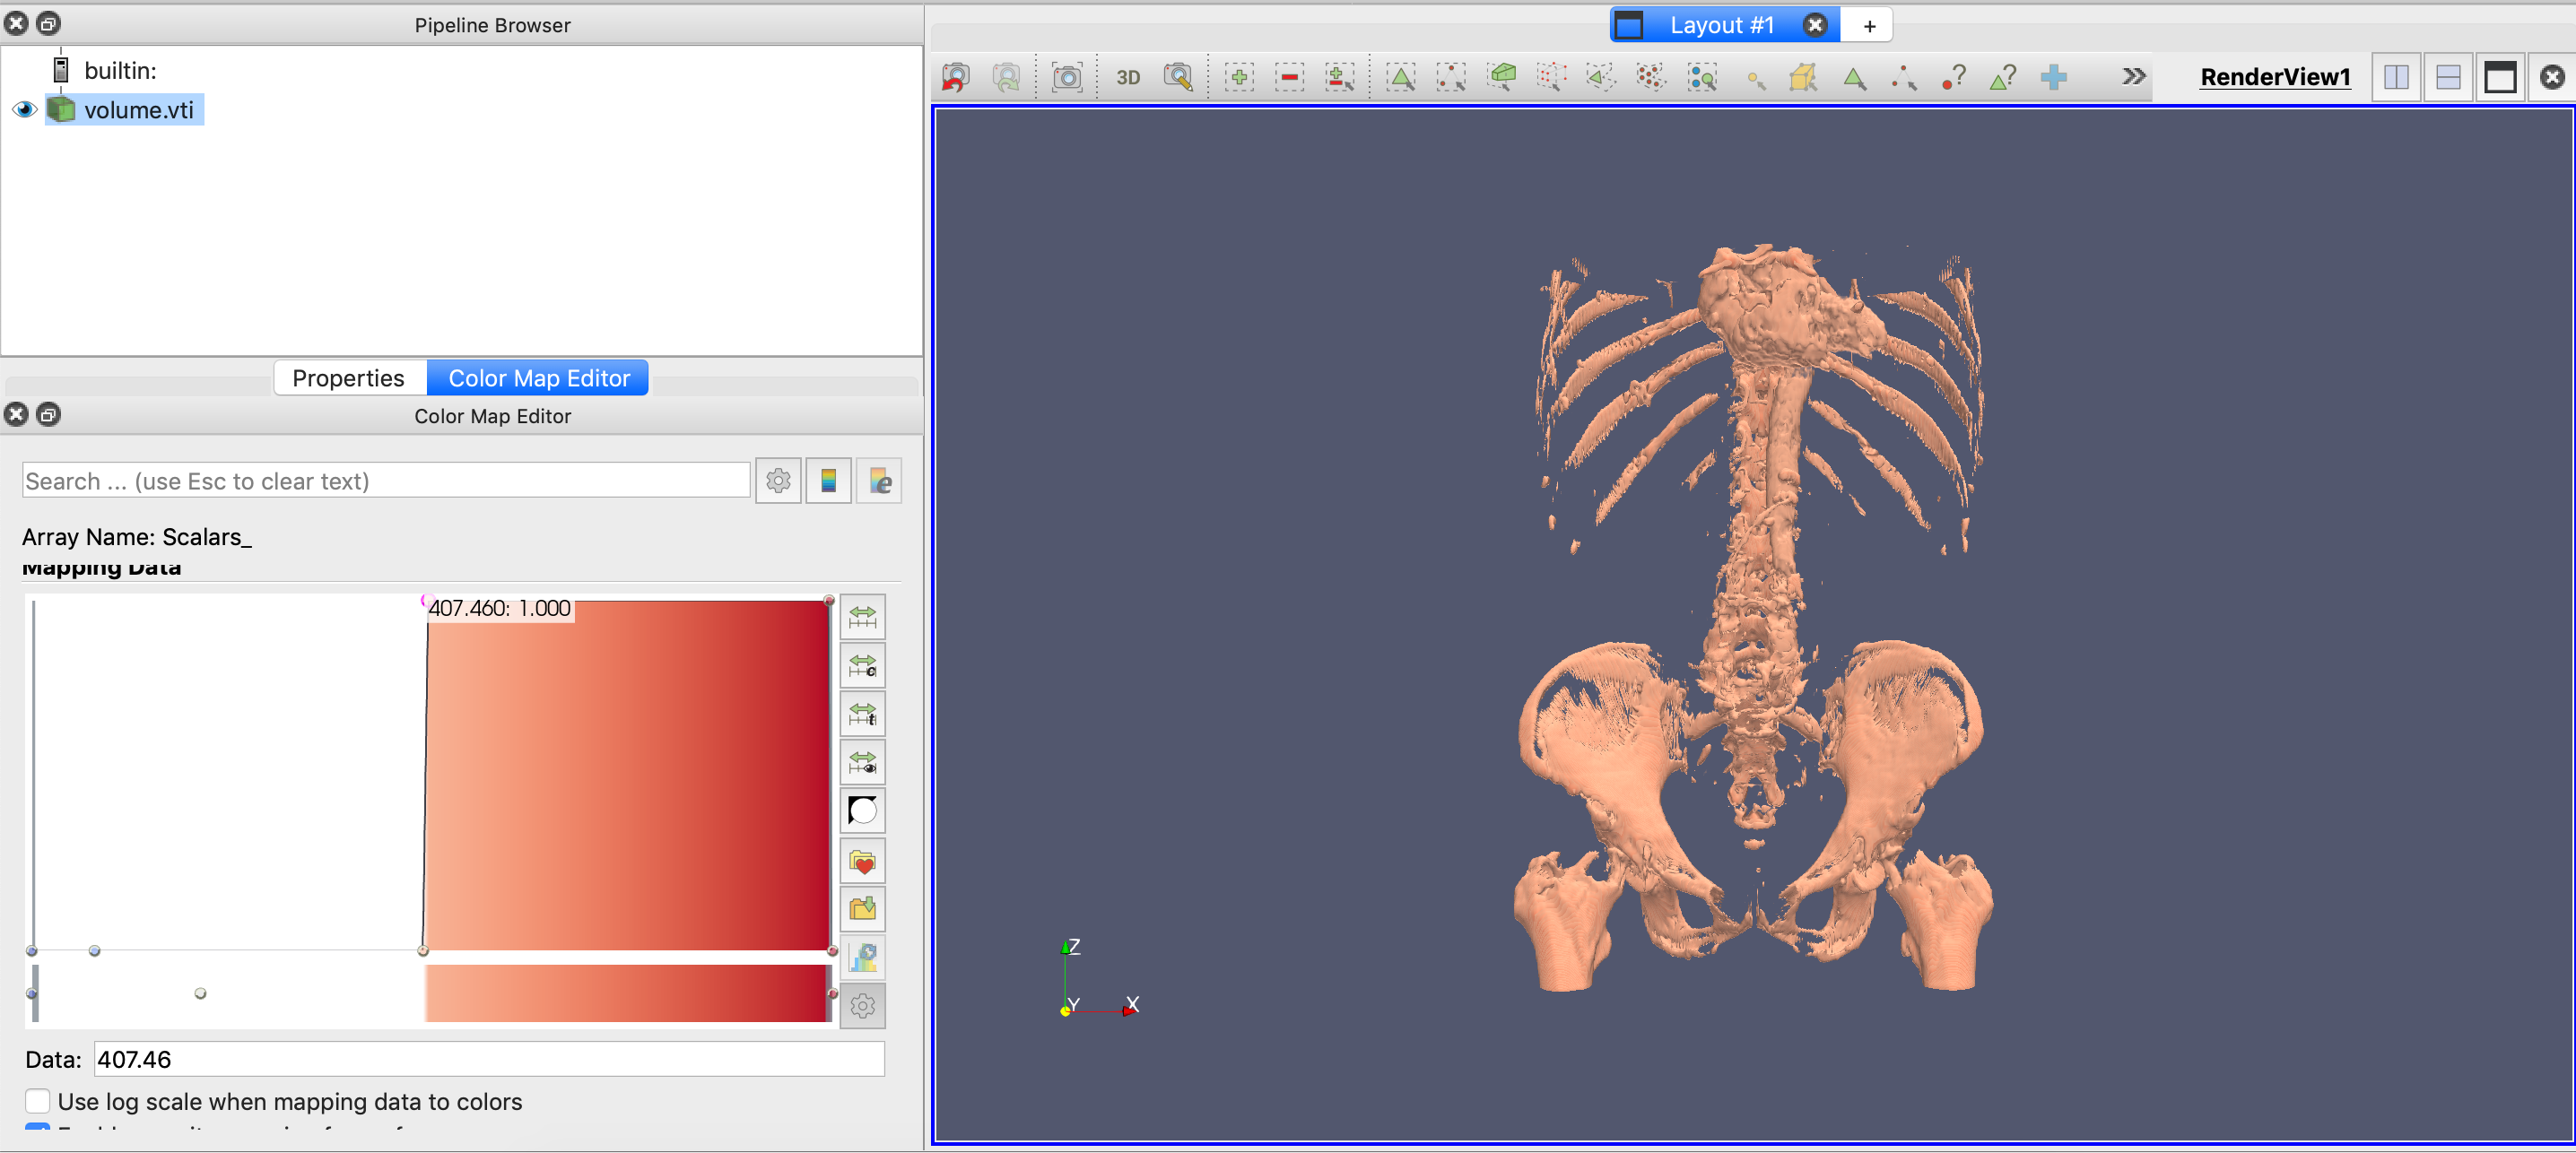 Pipeline Browser
builtin:
volume.vti
Properties
Color Map Editor
Color Map Editor
Search ... (use Esc to clear text)
Array Name: Scalars_
Mapping Data
407.460: 1.000
Data: 407.46
Use log scale when mapping data to colors
Layout #1
+
3D
RenderView1
Z
Y
X